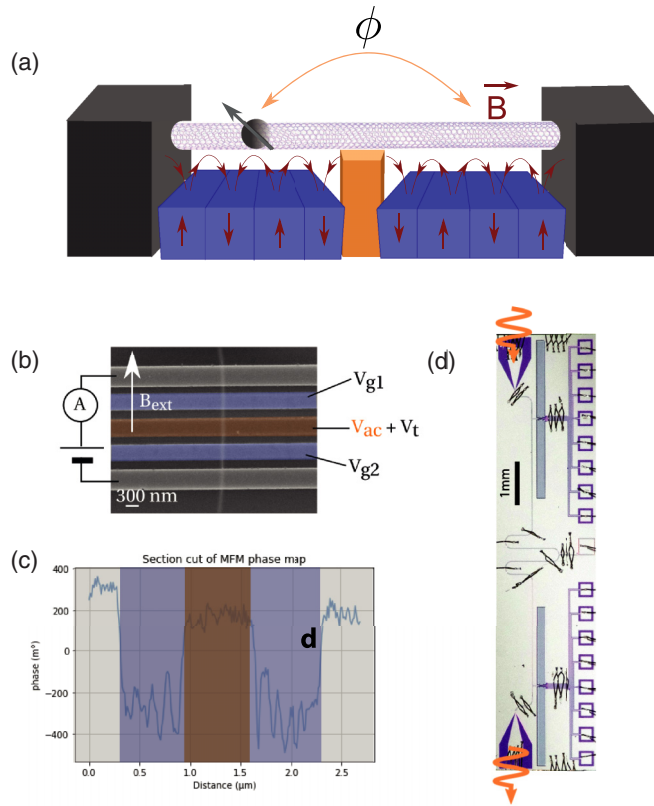 (a)
ϕ
B
(b)
A
B_ext
300 nm
V_g1
V_ac + V_t
V_g2
(c)
Section cut of MFM phase map
phase (m°)
400
200
0
−200
−400
d
0.0 0.5 1.0 1.5 2.0 2.5
Distance (μm)
(d)
1mm